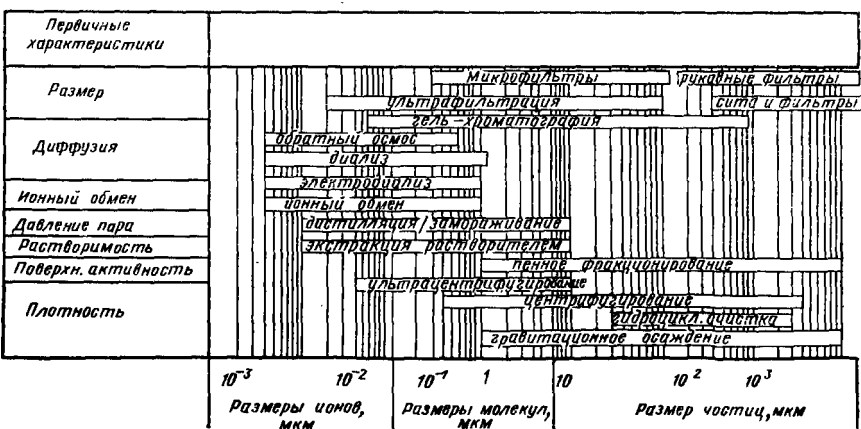 Первичные
характеристики
Размер
Микрофильтры
рукавные фильтры
ультрафильтрация
сита и фильтры
гель-хроматография
Диффузия
обратный осмос
диализ
электродиализ
Ионный обмен
ионный обмен
Давление пара
дистилляция/замораживание
Растворимость
экстракция растворителем
Поверхн. активность
пенное фракционирование
ультрацентрифугирование
Плотность
центрифугирование
гидроцикл. очистка
гравитационное осаждение
10⁻³ 10⁻² 10⁻¹ 1 10 10² 10³
Размеры ионов,
мкм
Размеры молекул,
мкм
Размер частиц, мкм